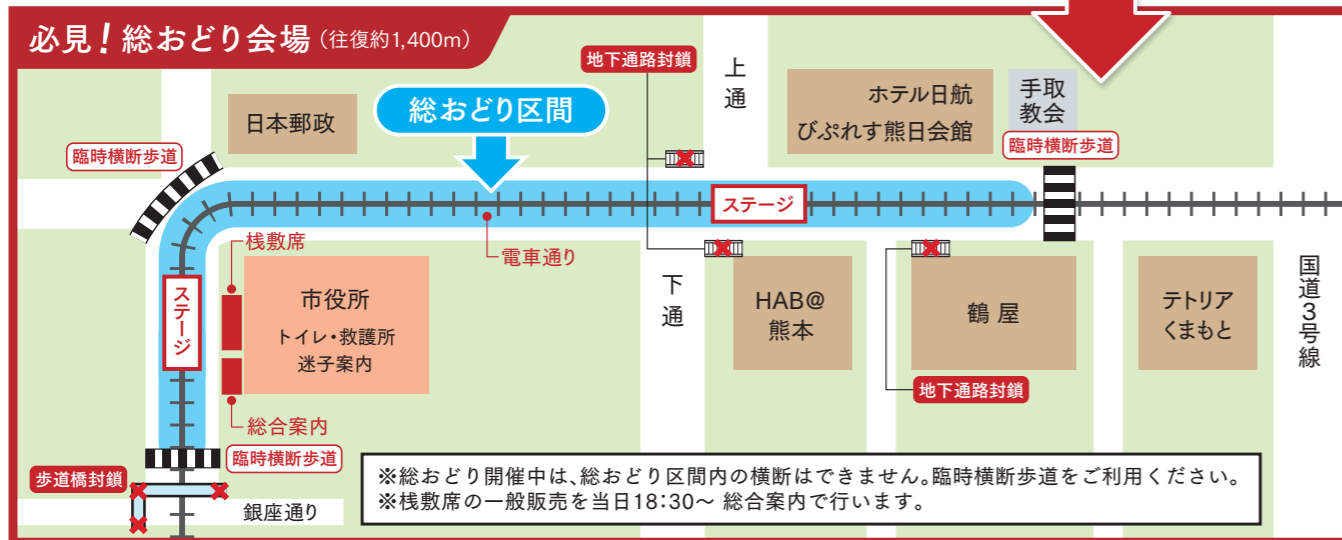 必見！総おどり会場（往復約1,400m）
地下通路封鎖
上通
ホテル日航
びぷれす熊日会館
手取
教会
臨時横断歩道
日本郵政
総おどり区間
臨時横断歩道
ステージ
桟敷席
電車通り
ステージ
市役所
トイレ・救護所
迷子案内
下通
HAB@
熊本
鶴屋
テトリア
くまもと
国道3号線
地下通路封鎖
総合案内
臨時横断歩道
歩道橋封鎖
銀座通り
※総おどり開催中は、総おどり区間内の横断はできません。臨時横断歩道をご利用ください。
※桟敷席の一般販売を当日18:30～ 総合案内で行います。